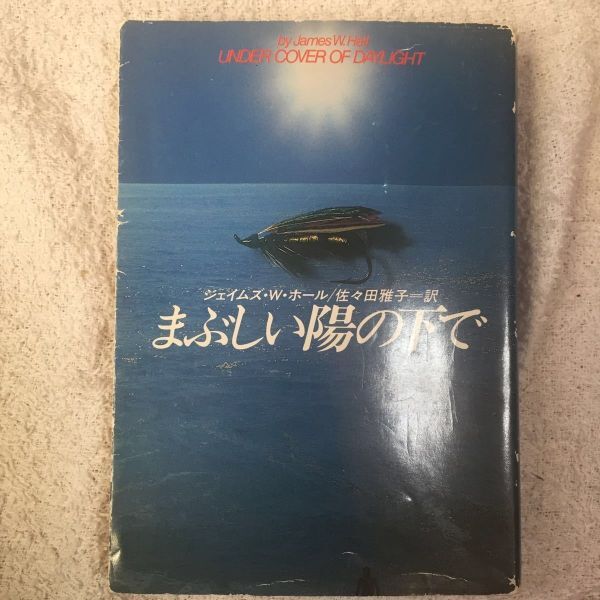 by James W. Hall
UNDER COVER OF DAYLIGHT
ジェイムズ・W・ホール/佐々田雅子=訳
まぶしい陽の下で